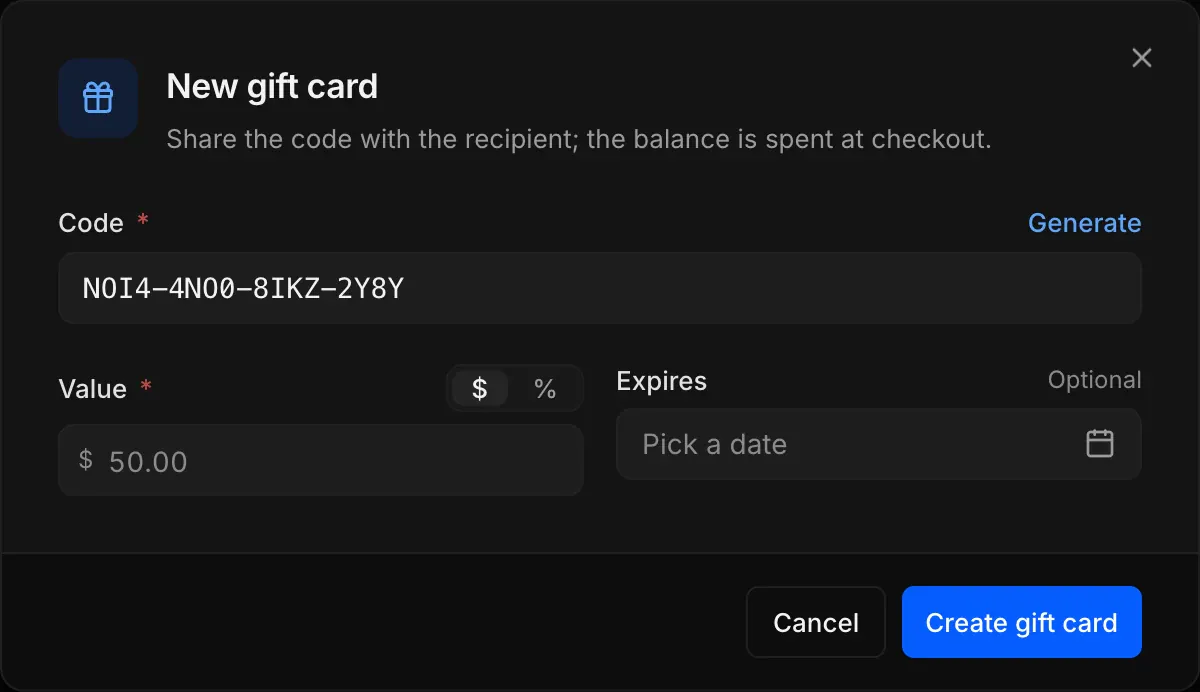 New gift card
Share the code with the recipient; the balance is spent at checkout.
Code *
Generate
NOI4-4NO0-8IKZ-2Y8Y
Value *
$ %
$ 50.00
Expires
Optional
Pick a date
Cancel
Create gift card